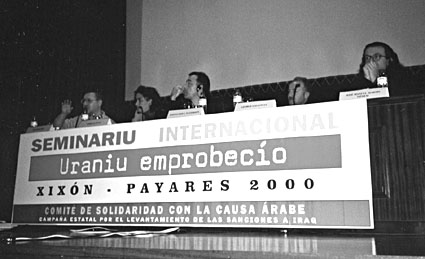 SEMINARIU INTERNACIONAL
Uraniu emprobecío
XIXÓN - PAYARES 2000
COMITÉ DE SOLIDARIDAD CON LA CAUSA ÁRABE
CAMPAÑA ESTATAL POR EL LEVANTAMIENTO DE LAS SANCIONES A IRAQ